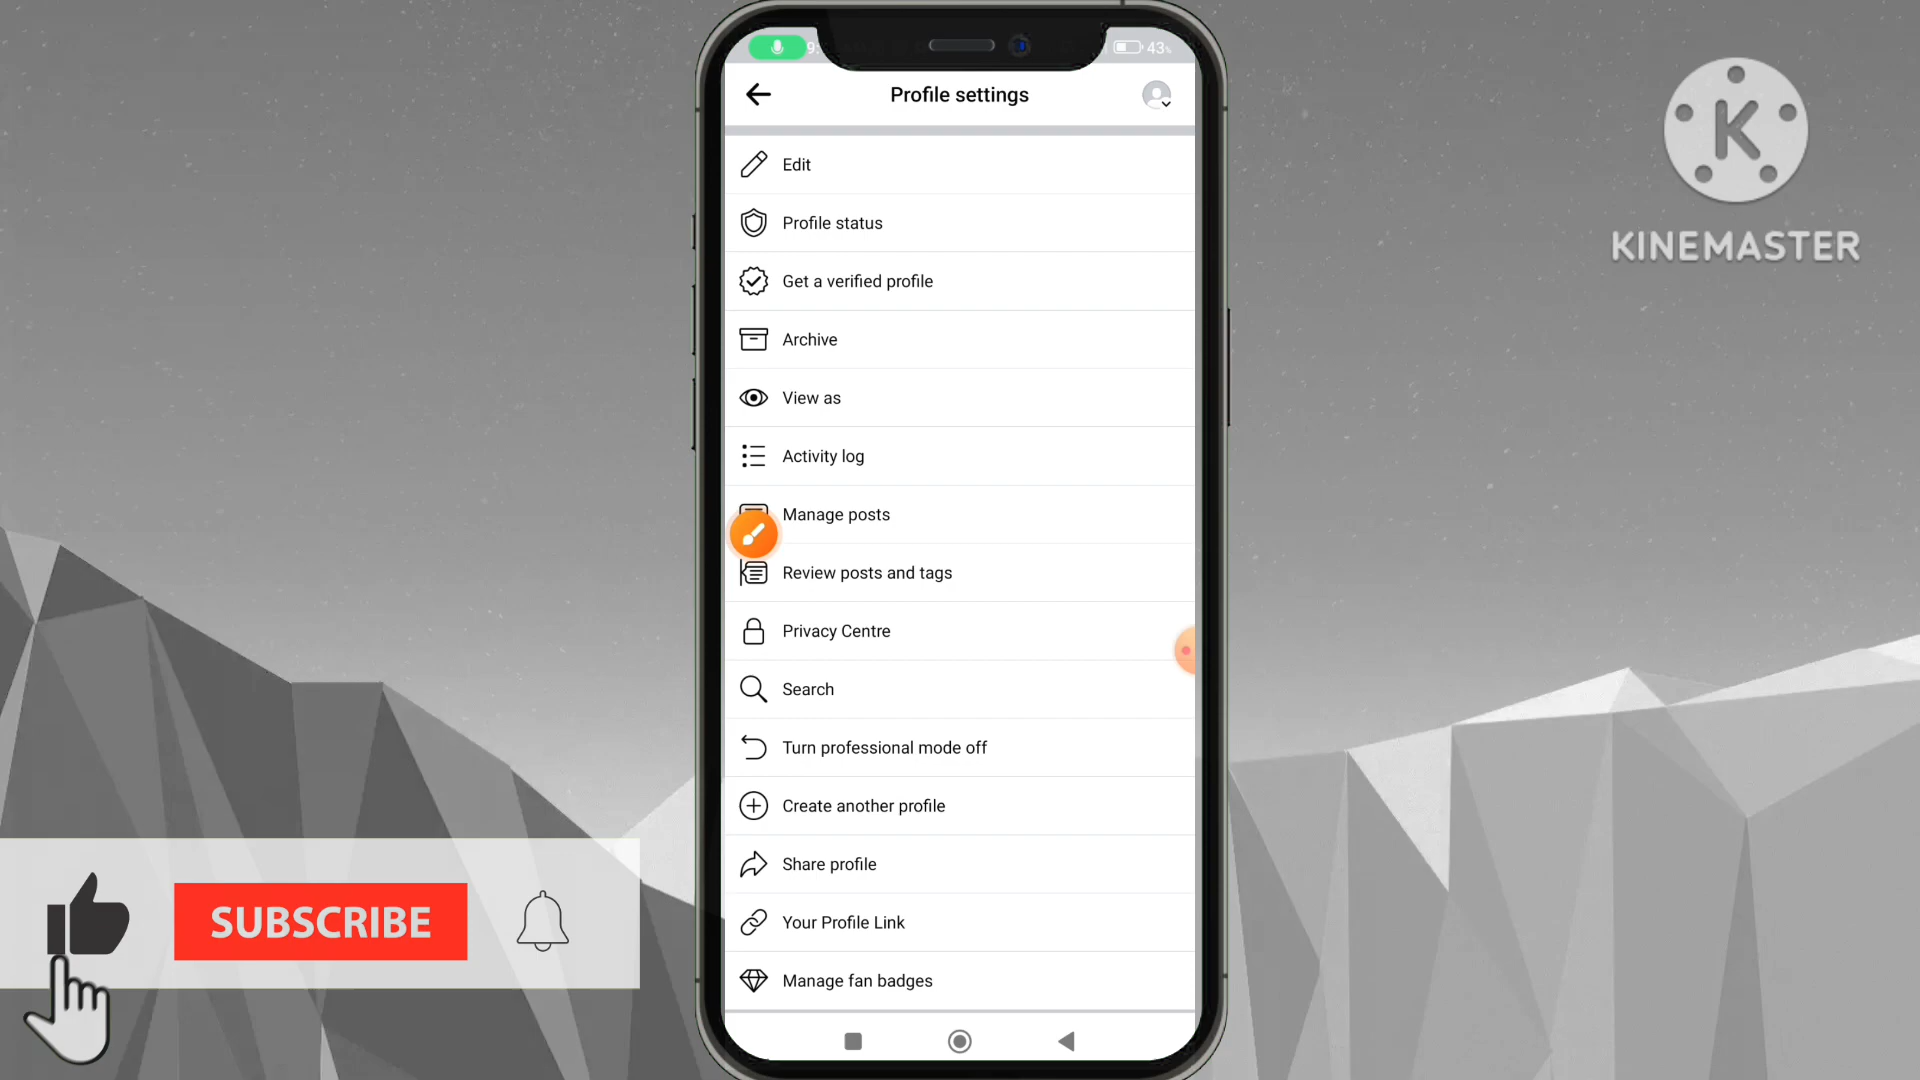 43%
Profile settings
Edit
Profile status
Get a verified profile
Archive
View as
Activity log
Manage posts
Review posts and tags
Privacy Centre
Search
Turn professional mode off
Create another profile
Share profile
Your Profile Link
Manage fan badges
K
KINEMASTER
SUBSCRIBE